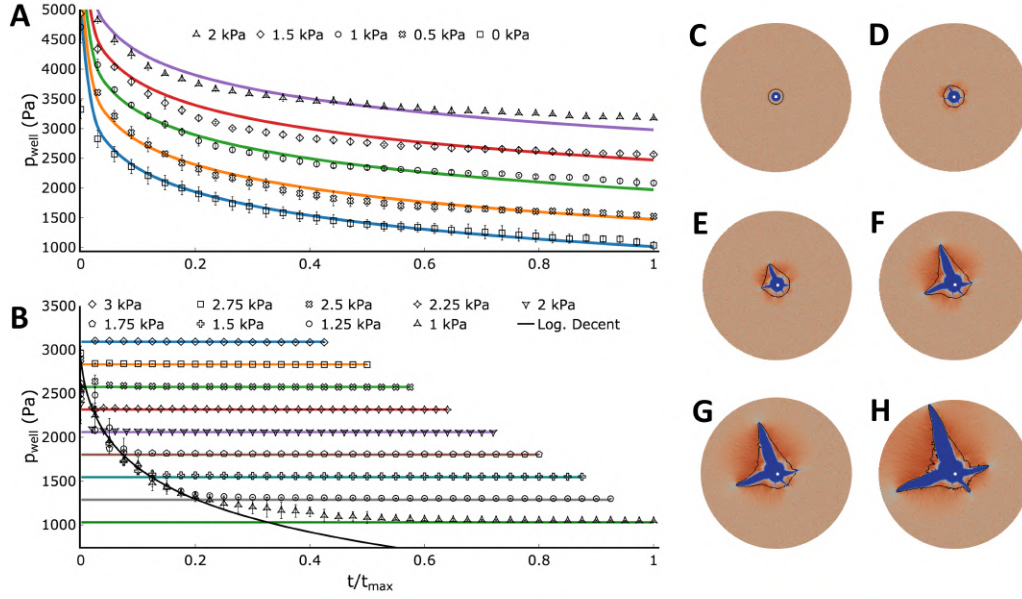 A
5000
4500
4000
3500
3000
2500
2000
1500
1000
p_well (Pa)
2 kPa 1.5 kPa 1 kPa 0.5 kPa 0 kPa
0 0.2 0.4 0.6 0.8 1
B
3500
3000
2500
2000
1500
1000
p_well (Pa)
3 kPa 2.75 kPa 2.5 kPa 2.25 kPa 2 kPa
1.75 kPa 1.5 kPa 1.25 kPa 1 kPa Log. Decent
0 0.2 0.4 0.6 0.8 1
t/t_max
C D
E F
G H